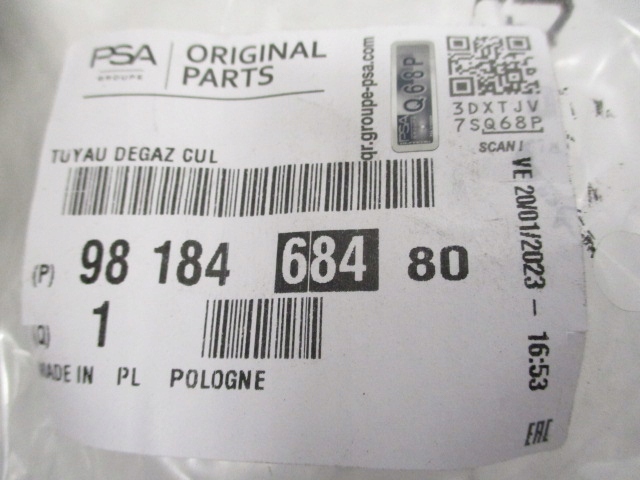 PSA
GROUPE
ORIGINAL
PARTS
qr.groupe-psa.com
PSA Q68P
3DXTJV
7SQ68P
SCAN!
TUYAU DEGAZ CUL
(P) 98 184 684 80
(Q) 1
MADE IN PL POLOGNE
VE 20/01/2023 - 16:53
EAC